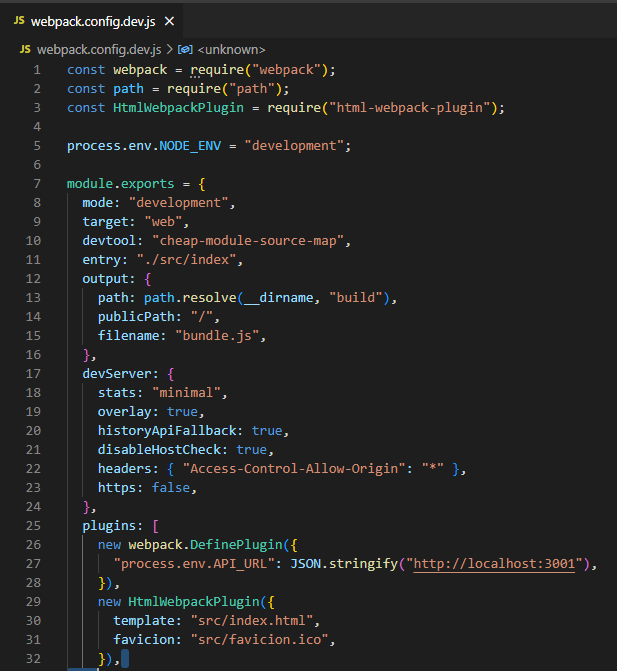 JS webpack.config.dev.js ×
JS webpack.config.dev.js > <unknown>
1 const webpack = require("webpack");
2 const path = require("path");
3 const HtmlWebpackPlugin = require("html-webpack-plugin");
4
5 process.env.NODE_ENV = "development";
6
7 module.exports = {
8   mode: "development",
9   target: "web",
10   devtool: "cheap-module-source-map",
11   entry: "./src/index",
12   output: {
13     path: path.resolve(__dirname, "build"),
14     publicPath: "/",
15     filename: "bundle.js",
16   },
17   devServer: {
18     stats: "minimal",
19     overlay: true,
20     historyApiFallback: true,
21     disableHostCheck: true,
22     headers: { "Access-Control-Allow-Origin": "*" },
23     https: false,
24   },
25   plugins: [
26     new webpack.DefinePlugin({
27       "process.env.API_URL": JSON.stringify("http://localhost:3001"),
28     }),
29     new HtmlWebpackPlugin({
30       template: "src/index.html",
31       favicion: "src/favicion.ico",
32     }),